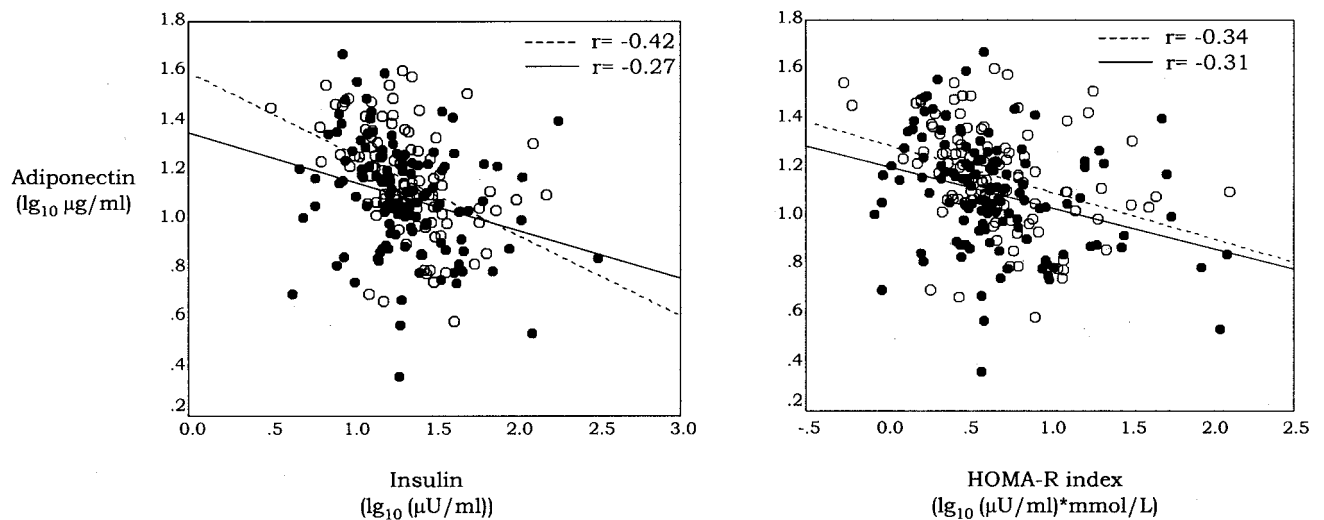 1.8
1.6
1.4
1.2
1.0
.8
.6
.4
.2
Adiponectin
(lg10 µg/ml)
r= -0.42
r= -0.27
0.0 .5 1.0 1.5 2.0 2.5 3.0
Insulin
(lg10 (µU/ml))
1.8
1.6
1.4
1.2
1.0
.8
.6
.4
.2
r= -0.34
r= -0.31
-.5 0.0 .5 1.0 1.5 2.0 2.5
HOMA-R index
(lg10 (µU/ml)*mmol/L)